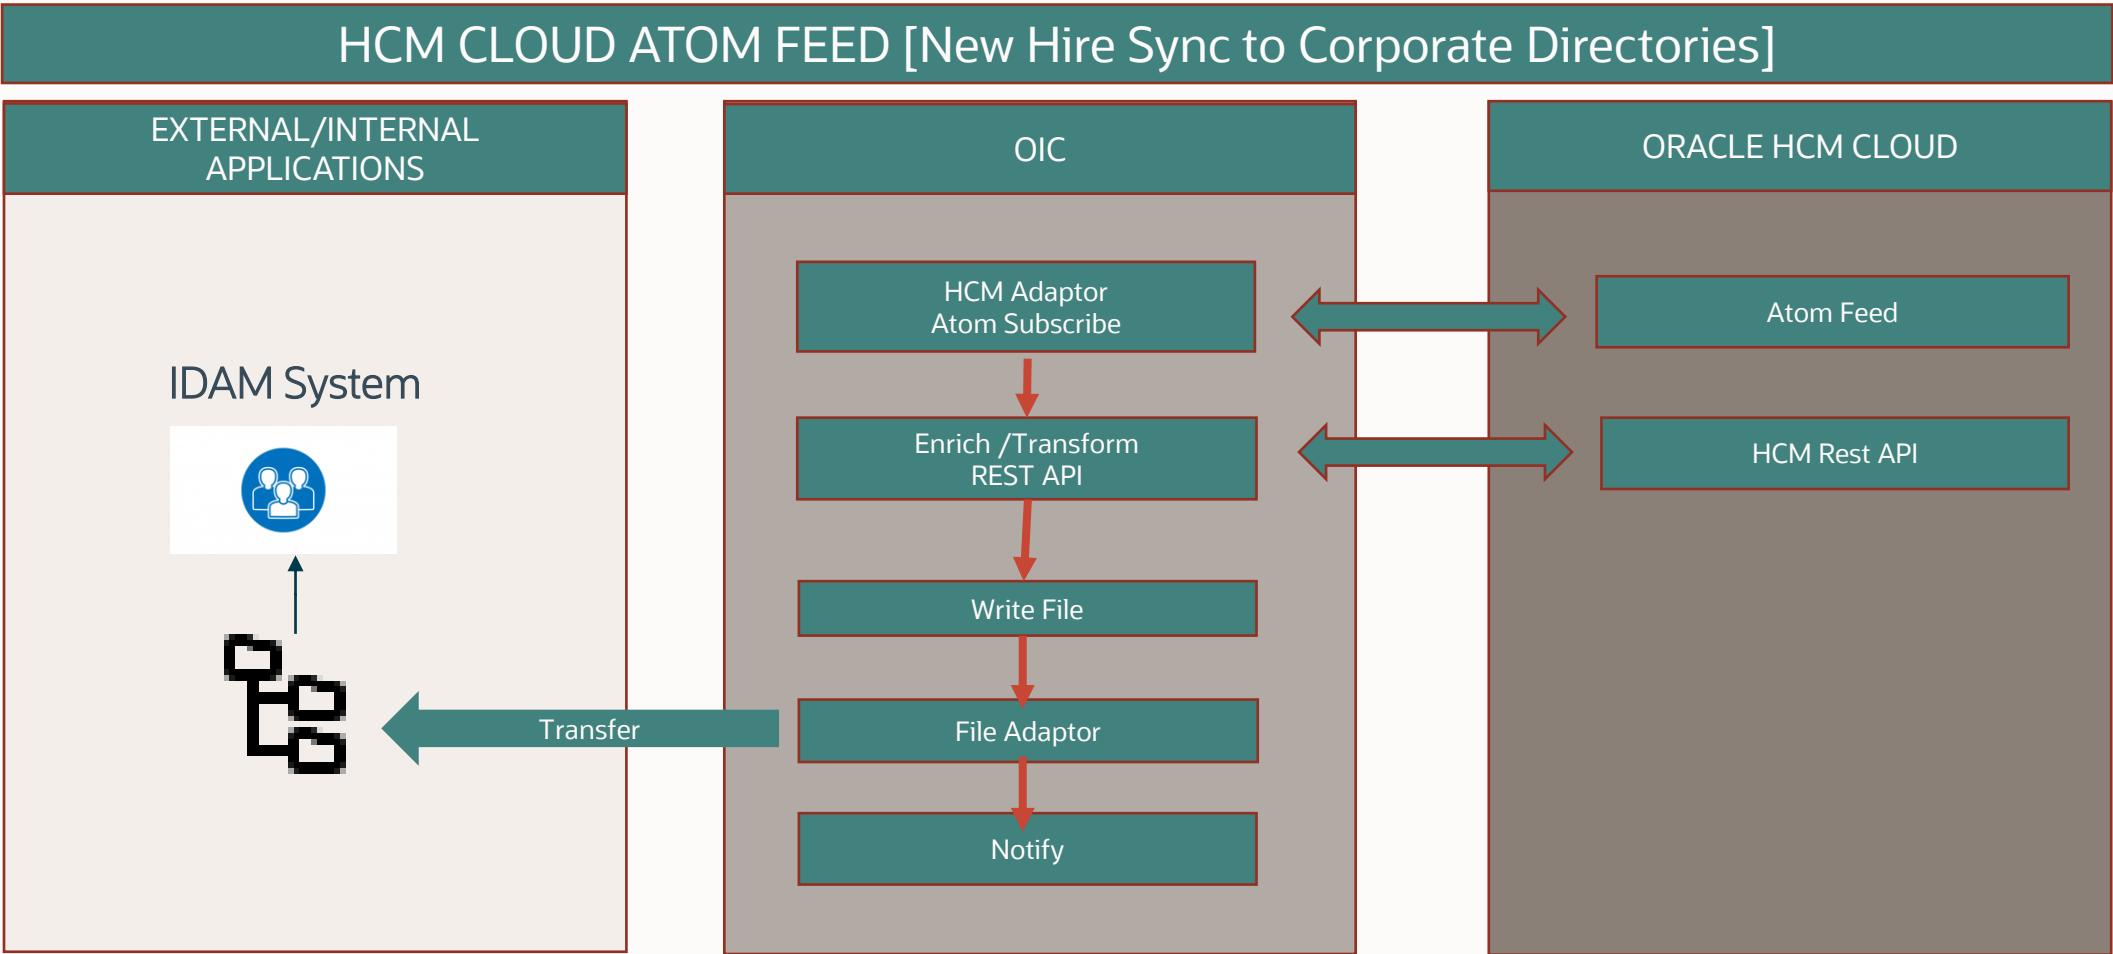 HCM CLOUD ATOM FEED [New Hire Sync to Corporate Directories]
EXTERNAL/INTERNAL
APPLICATIONS
IDAM System
Transfer
OIC
HCM Adaptor
Atom Subscribe
Enrich /Transform
REST API
Write File
File Adaptor
Notify
ORACLE HCM CLOUD
Atom Feed
HCM Rest API